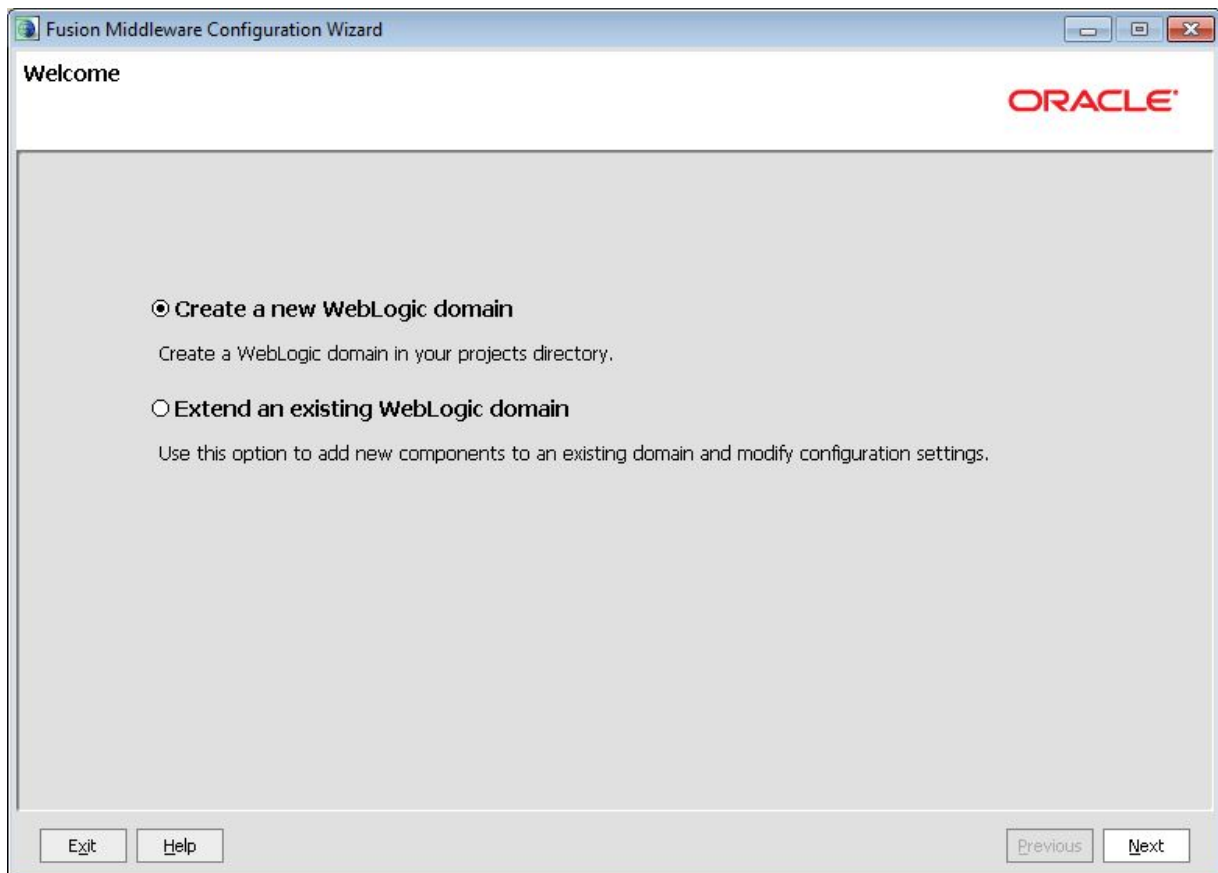 Fusion Middleware Configuration Wizard
Welcome
ORACLE
Create a new WebLogic domain
Create a WebLogic domain in your projects directory.
Extend an existing WebLogic domain
Use this option to add new components to an existing domain and modify configuration settings.
Exit Help Previous Next